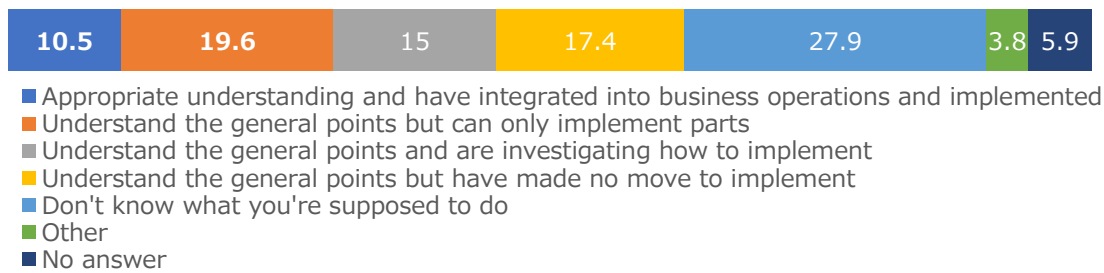 10.5 19.6 15 17.4 27.9 3.8 5.9
Appropriate understanding and have integrated into business operations and implemented
Understand the general points but can only implement parts
Understand the general points and are investigating how to implement
Understand the general points but have made no move to implement
Don't know what you're supposed to do
Other
No answer